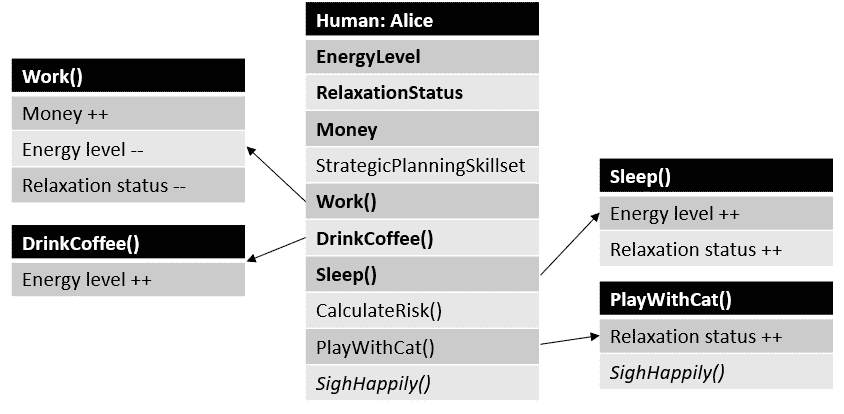 Human: Alice
EnergyLevel
RelaxationStatus
Money
StrategicPlanningSkillset
Work()
DrinkCoffee()
Sleep()
CalculateRisk()
PlayWithCat()
SighHappily()
Work()
Money ++
Energy level --
Relaxation status --
DrinkCoffee()
Energy level ++
Sleep()
Energy level ++
Relaxation status ++
PlayWithCat()
Relaxation status ++
SighHappily()